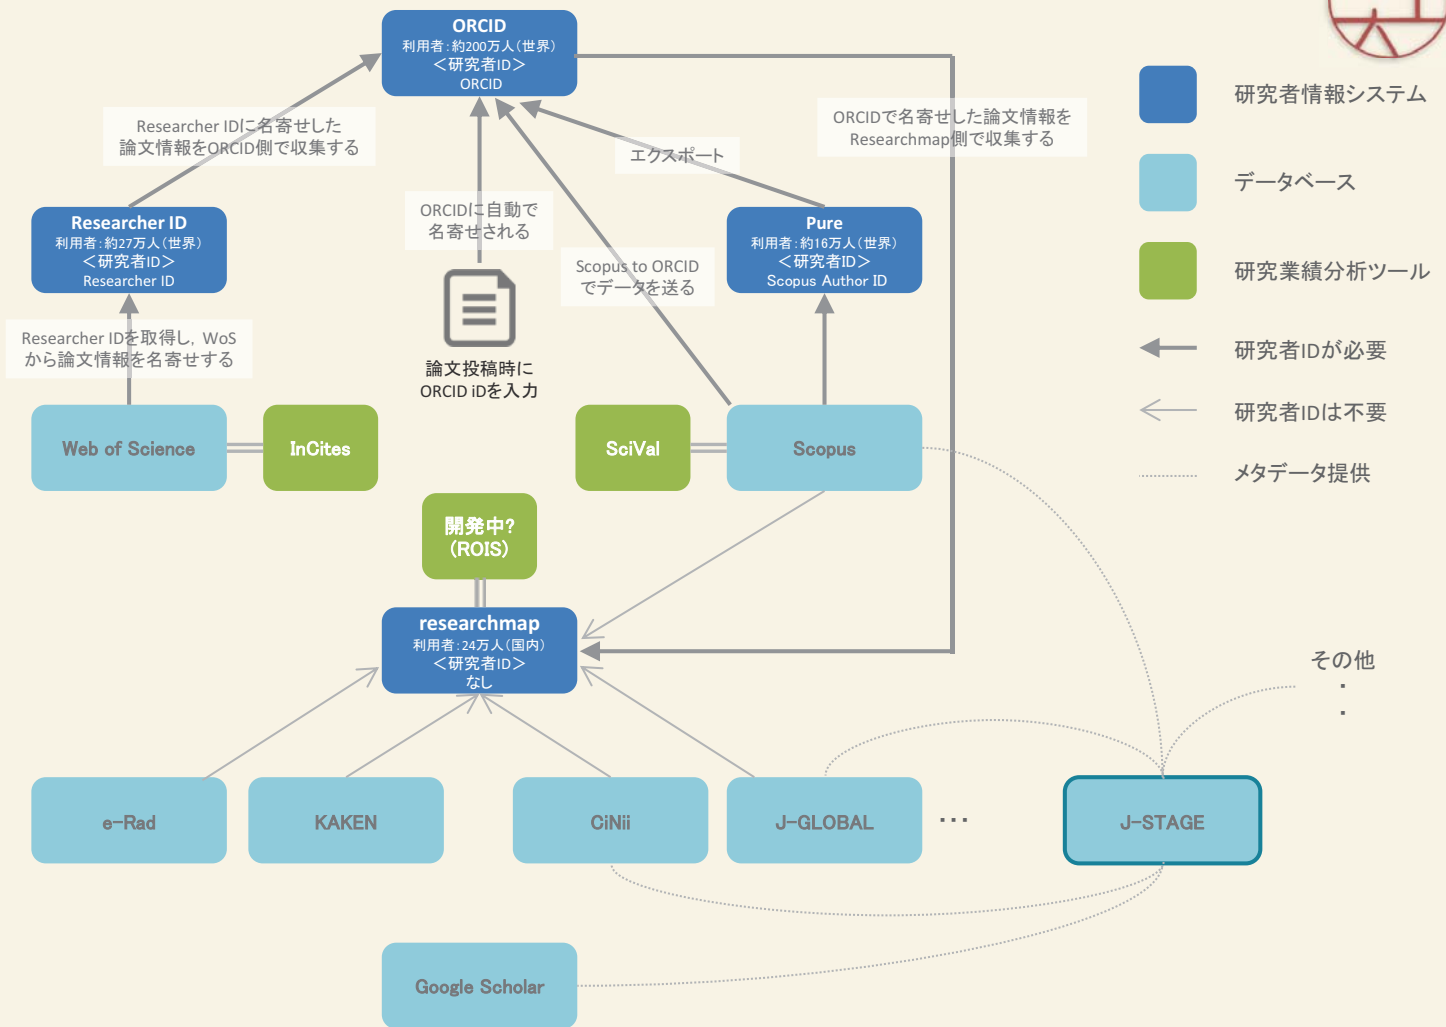 ORCID
利用者：約200万人（世界）
＜研究者ID＞
ORCID
Researcher IDに名寄せした
論文情報をORCID側で収集する
エクスポート
ORCIDで名寄せした論文情報を
Researchmap側で収集する
研究者情報システム
データベース
研究業績分析ツール
研究者IDが必要
研究者IDは不要
メタデータ提供
Researcher ID
利用者：約27万人（世界）
＜研究者ID＞
Researcher ID
ORCIDに自動で
名寄せされる
Scopus to ORCID
でデータを送る
Pure
利用者：約16万人（世界）
＜研究者ID＞
Scopus Author ID
Researcher IDを取得し，WoS
から論文情報を名寄せする
論文投稿時に
ORCID iDを入力
Web of Science
InCites
SciVal
Scopus
開発中?
(ROIS)
researchmap
利用者：24万人（国内）
＜研究者ID＞
なし
その他
・
・
e-Rad
KAKEN
CiNii
J-GLOBAL
…
J-STAGE
Google Scholar